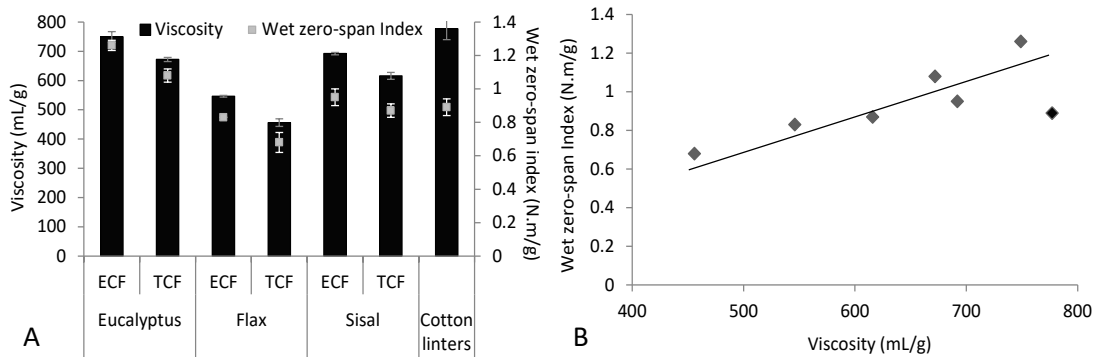 Viscosity
Wet zero-span Index
Viscosity (mL/g)
800
700
600
500
400
300
200
100
0
1.4
1.2
1
0.8
0.6
0.4
0.2
0
Wet zero-span index (N.m/g)
ECF TCF ECF TCF ECF TCF
Eucalyptus Flax Sisal Cotton
linters
A
Wet zero-span Index (N.m/g)
1.4
1.2
1
0.8
0.6
0.4
0.2
0
400 500 600 700 800
Viscosity (mL/g)
B